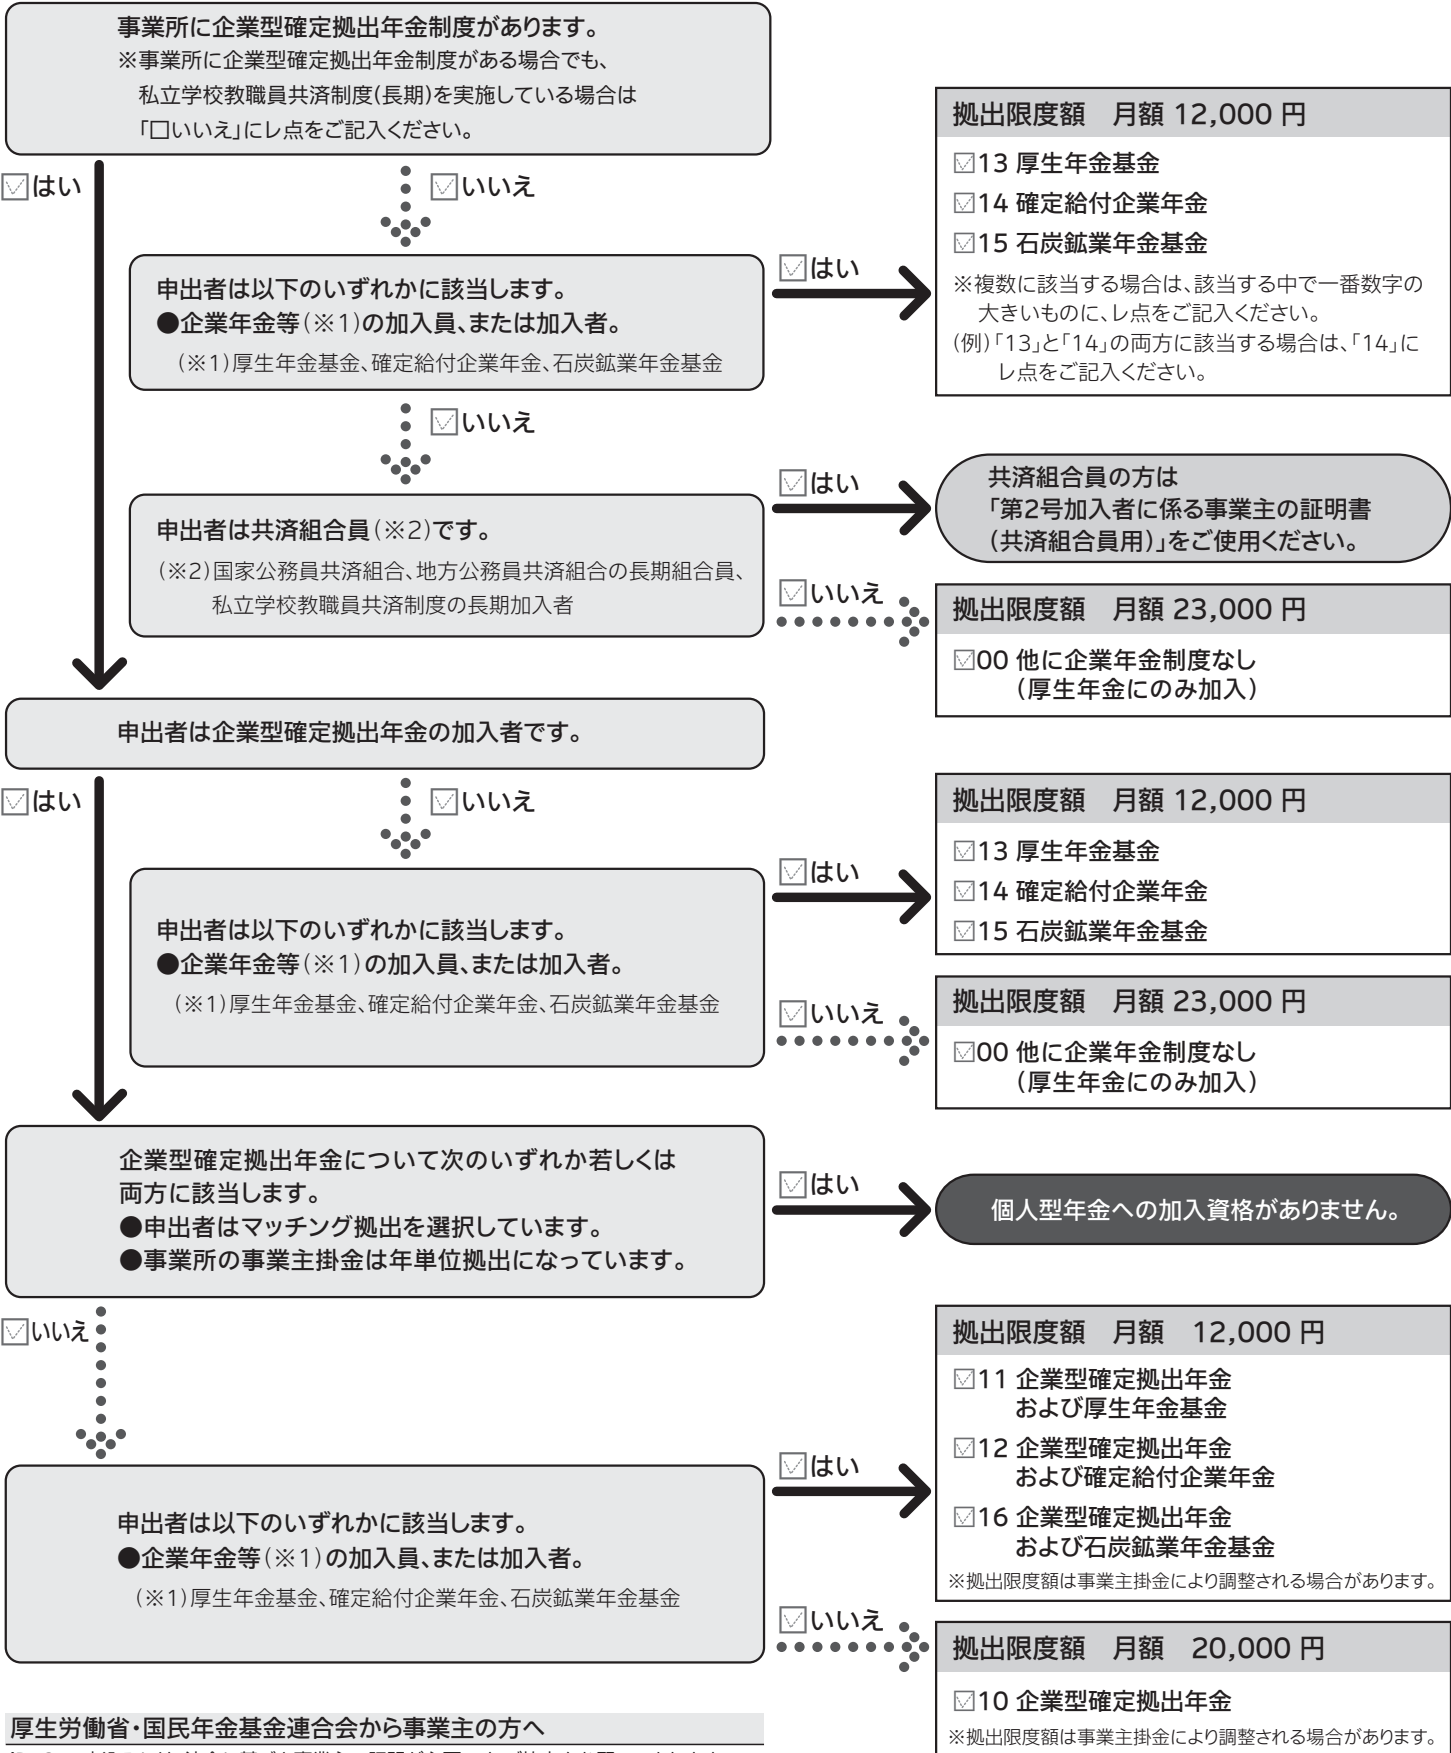 事業所に企業型確定拠出年金制度があります。
※事業所に企業型確定拠出年金制度がある場合でも、
私立学校教職員共済制度(長期)を実施している場合は
「□いいえ」にレ点をご記入ください。
はい
いいえ
申出者は以下のいずれかに該当します。
●企業年金等(※1)の加入員、または加入者。
(※1)厚生年金基金、確定給付企業年金、石炭鉱業年金基金
はい
拠出限度額　月額 12,000 円
13 厚生年金基金
14 確定給付企業年金
15 石炭鉱業年金基金
※複数に該当する場合は、該当する中で一番数字の
大きいものに、レ点をご記入ください。
(例)「13」と「14」の両方に該当する場合は、「14」に
レ点をご記入ください。
いいえ
申出者は共済組合員(※2)です。
(※2)国家公務員共済組合、地方公務員共済組合の長期組合員、
私立学校教職員共済制度の長期加入者
はい
共済組合員の方は
「第2号加入者に係る事業主の証明書
(共済組合員用)」をご使用ください。
いいえ
拠出限度額　月額 23,000 円
00 他に企業年金制度なし
(厚生年金にのみ加入)
申出者は企業型確定拠出年金の加入者です。
はい
いいえ
申出者は以下のいずれかに該当します。
●企業年金等(※1)の加入員、または加入者。
(※1)厚生年金基金、確定給付企業年金、石炭鉱業年金基金
はい
拠出限度額　月額 12,000 円
13 厚生年金基金
14 確定給付企業年金
15 石炭鉱業年金基金
いいえ
拠出限度額　月額 23,000 円
00 他に企業年金制度なし
(厚生年金にのみ加入)
企業型確定拠出年金について次のいずれか若しくは
両方に該当します。
●申出者はマッチング拠出を選択しています。
●事業所の事業主掛金は年単位拠出になっています。
はい
個人型年金への加入資格がありません。
いいえ
申出者は以下のいずれかに該当します。
●企業年金等(※1)の加入員、または加入者。
(※1)厚生年金基金、確定給付企業年金、石炭鉱業年金基金
はい
拠出限度額　月額　12,000 円
11 企業型確定拠出年金
および厚生年金基金
12 企業型確定拠出年金
および確定給付企業年金
16 企業型確定拠出年金
および石炭鉱業年金基金
※拠出限度額は事業主掛金により調整される場合があります。
いいえ
拠出限度額　月額　20,000 円
10 企業型確定拠出年金
※拠出限度額は事業主掛金により調整される場合があります。
厚生労働省・国民年金基金連合会から事業主の方へ